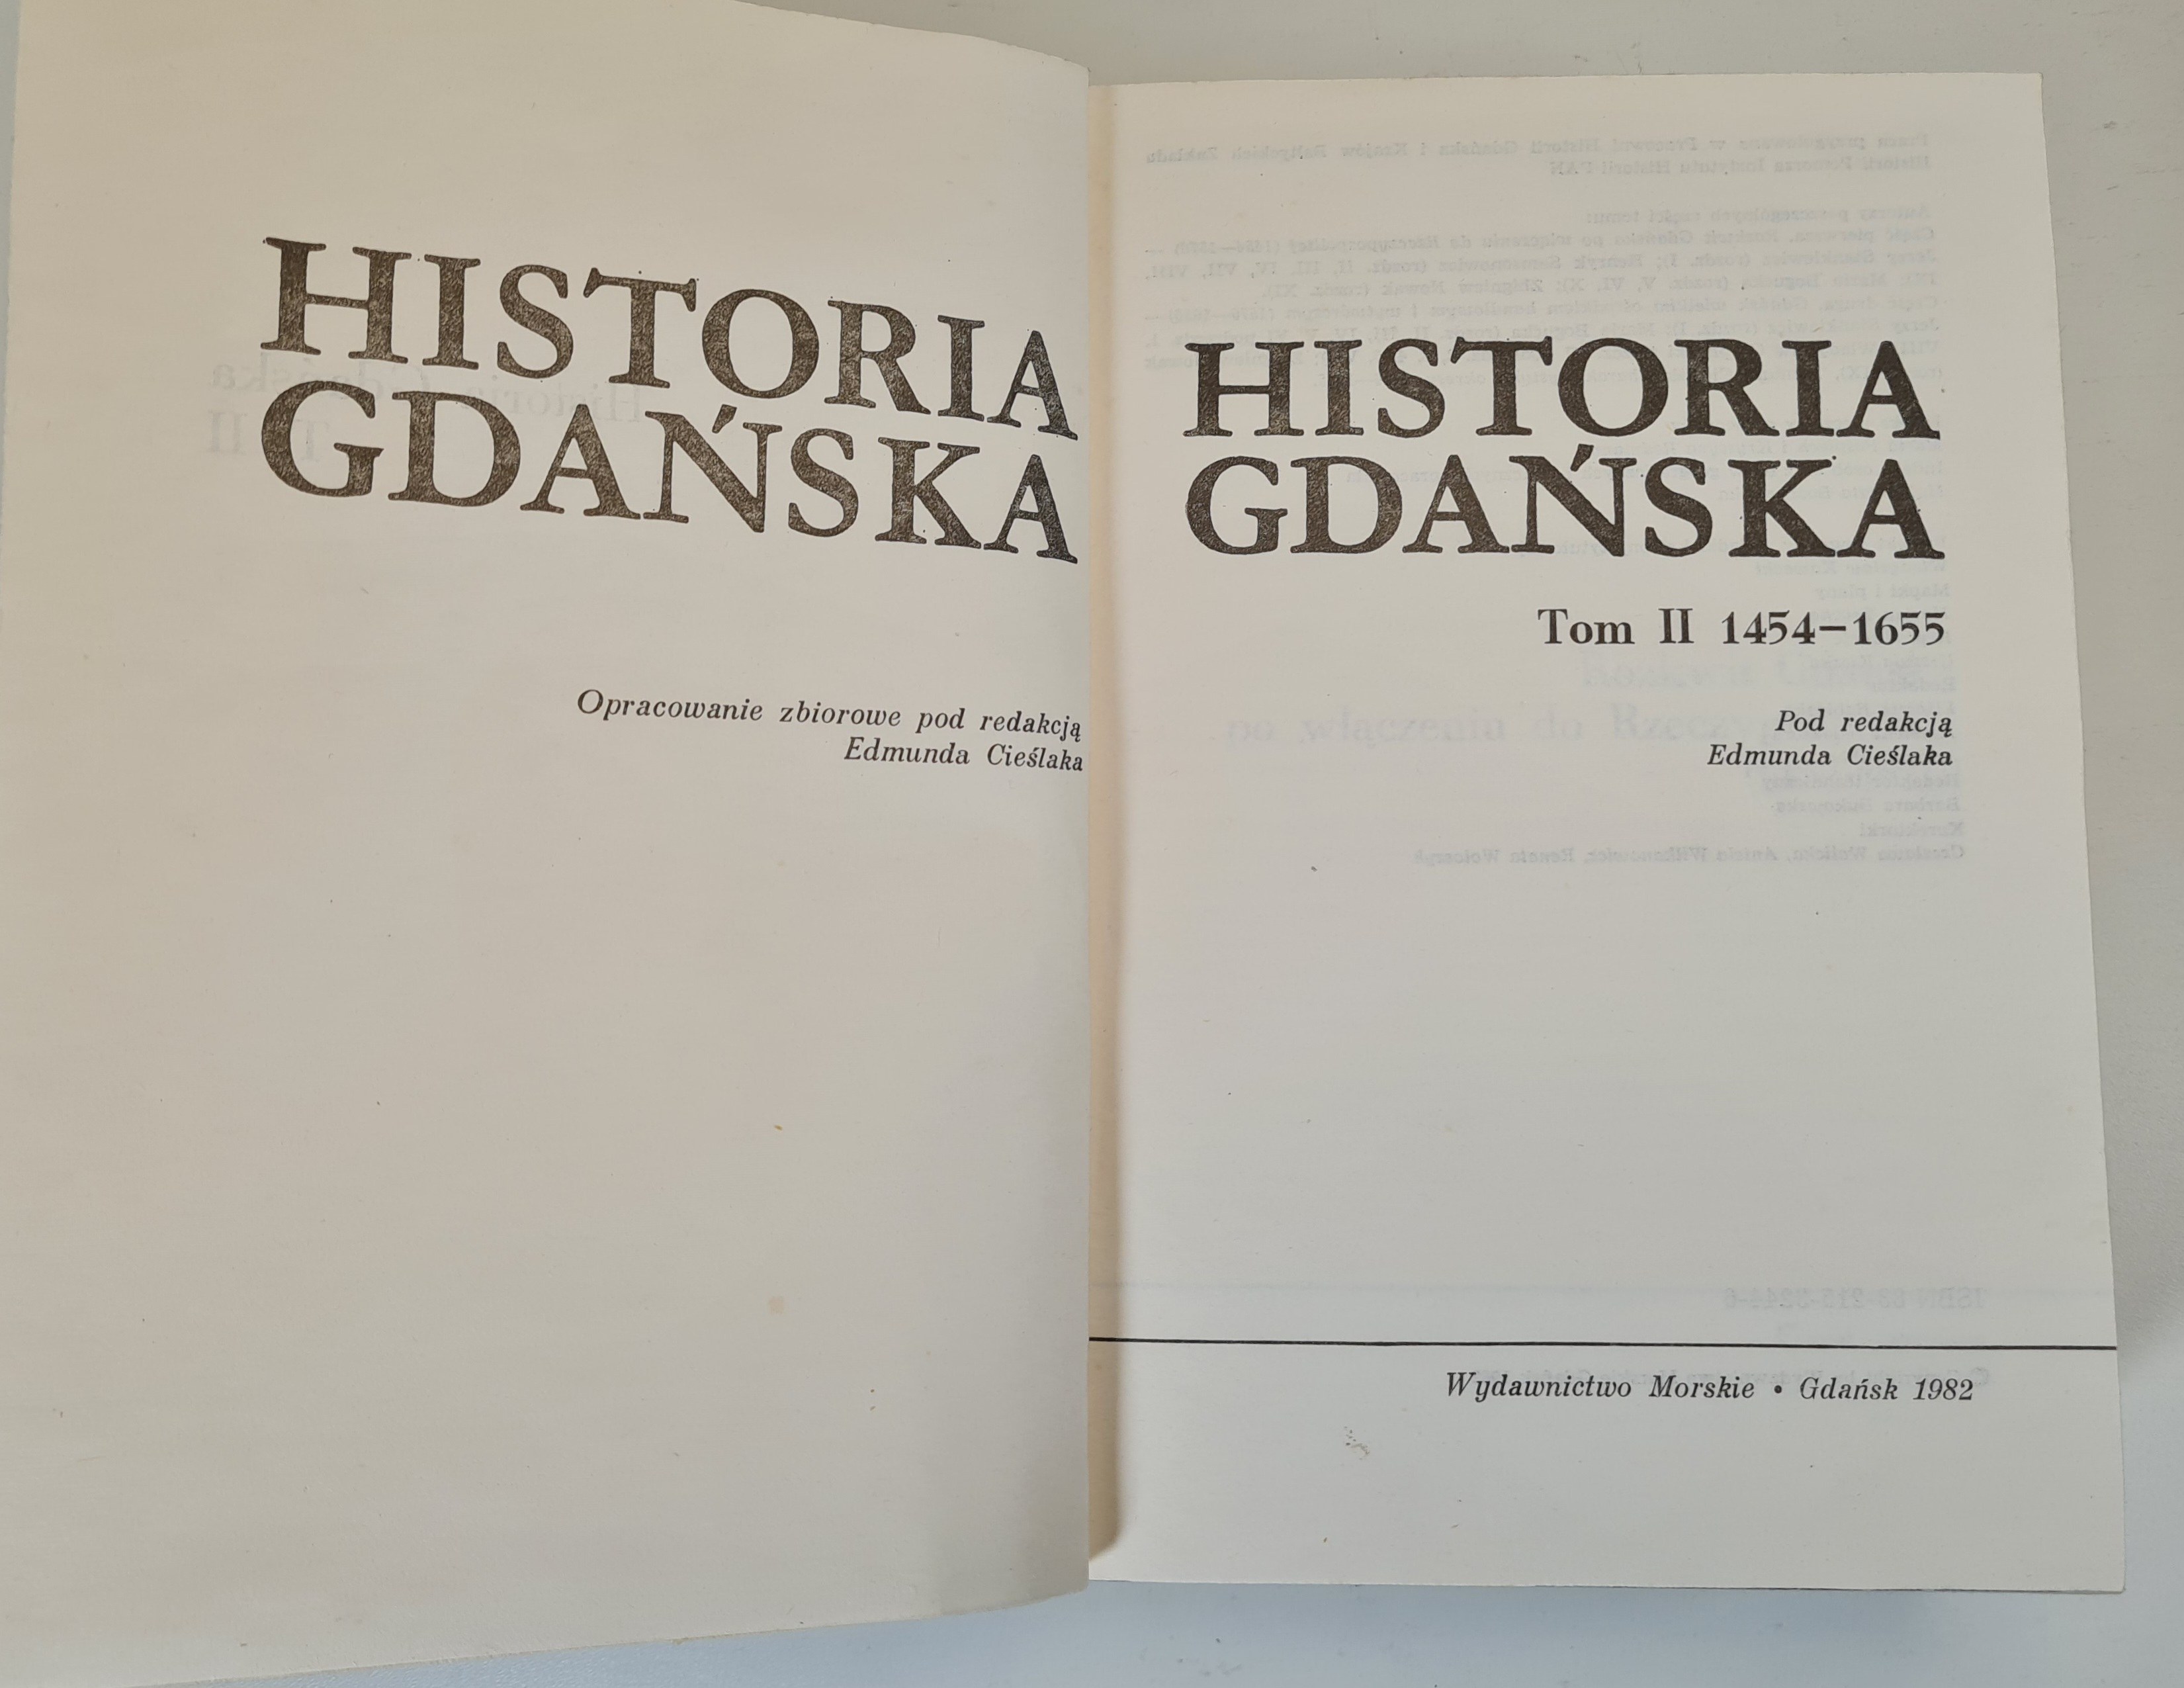 HISTORIA
GDAŃSKA
Opracowanie zbiorowe pod redakcją
Edmunda Cieślaka
HISTORIA
GDAŃSKA
Tom II 1454–1655
Pod redakcją
Edmunda Cieślaka
Wydawnictwo Morskie • Gdańsk 1982